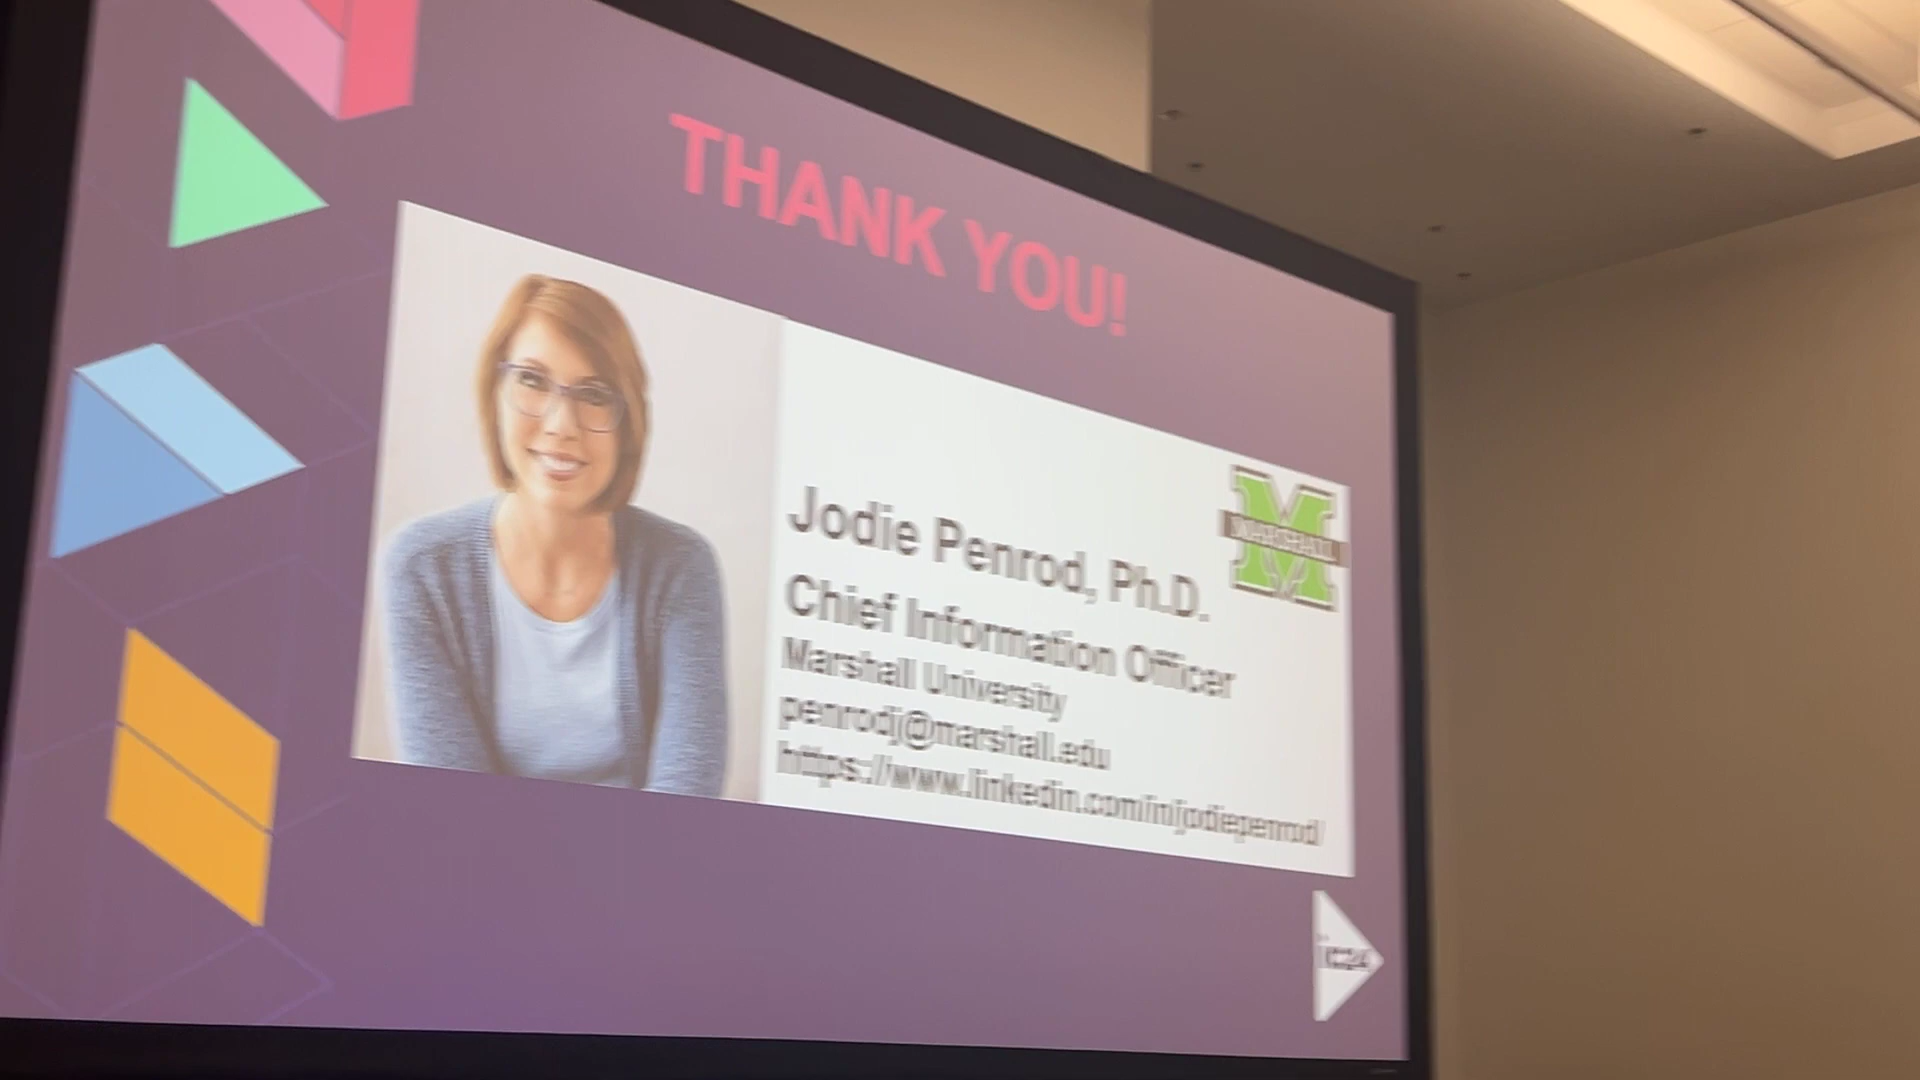 THANK YOU!
Jodie Penrod, Ph.D.
MARSHALL
Chief Information Officer
Marshall University
penrodj@marshall.edu
https://www.linkedin.com/in/jodiepenrod/